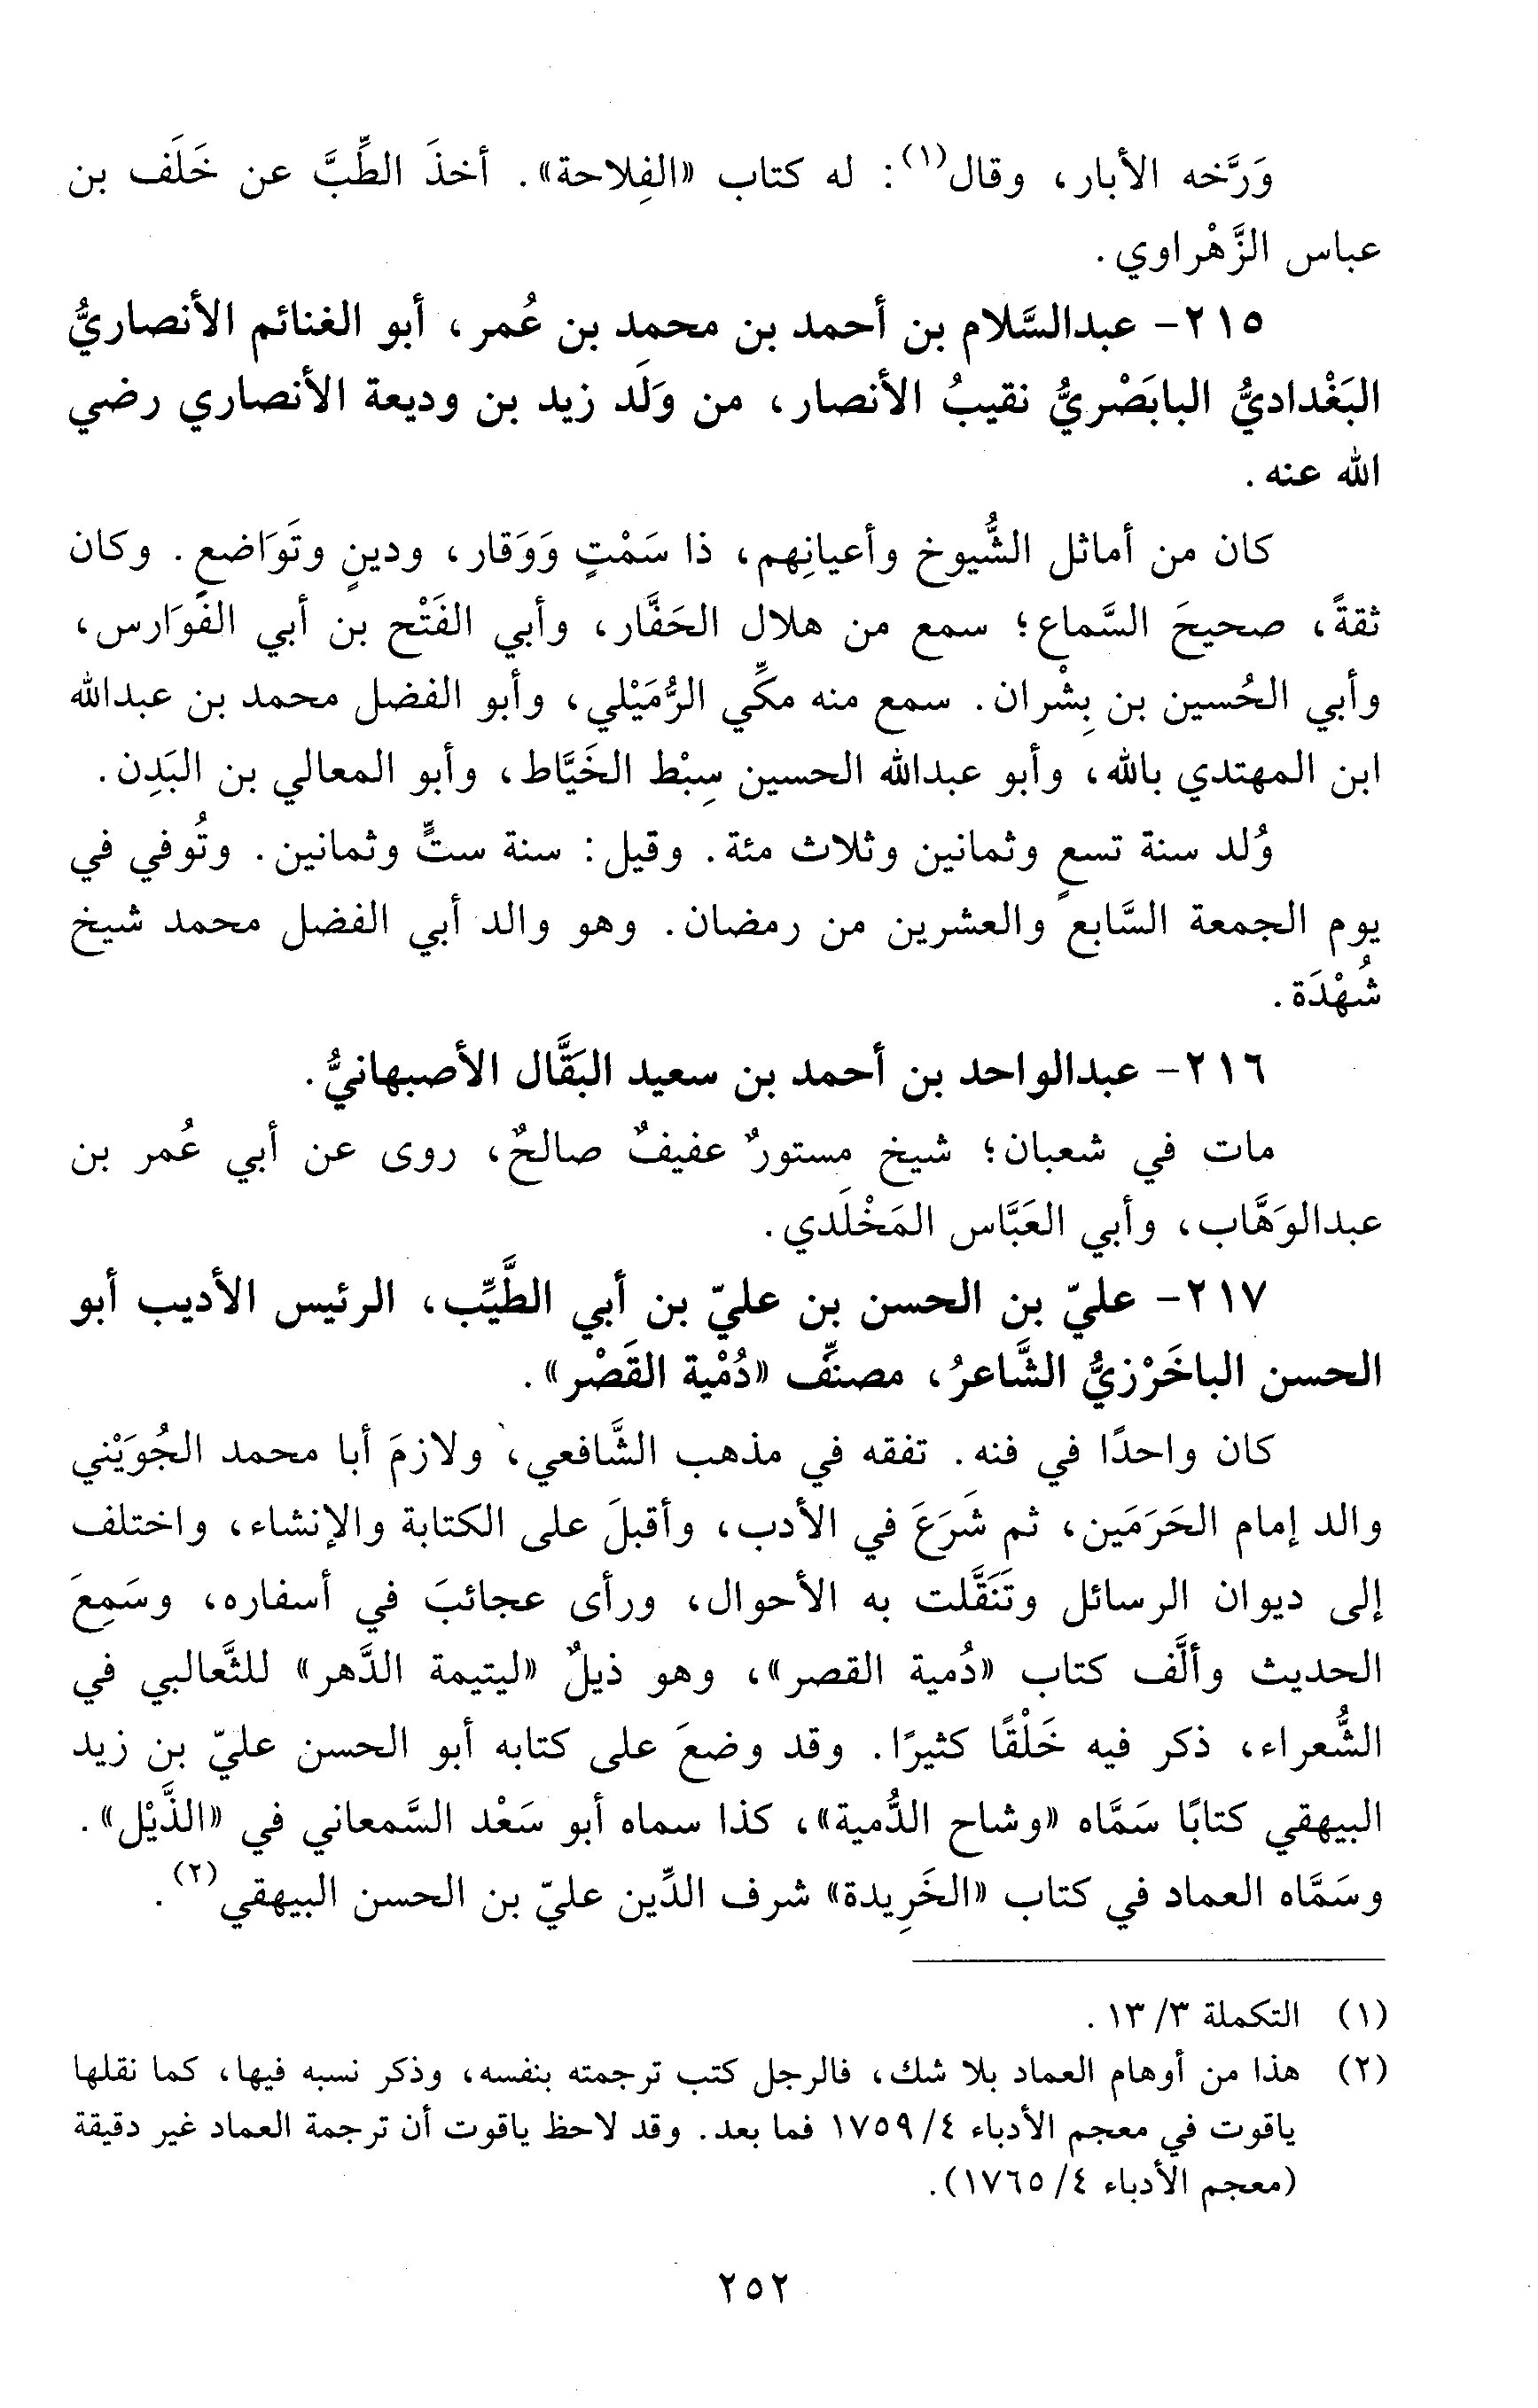 وَرَّخه الأبار، وقال(١): له كتاب «الفِلاحة». أخذَ الطِّبَّ عن خَلَف بن
عباس الزَّهْراوي.
٢١٥- عبدالسَّلام بن أحمد بن محمد بن عُمر، أبو الغنائم الأنصاريُّ
البَغْداديُّ البابَصْريُّ نقيبُ الأنصار، من وَلَد زيد بن وديعة الأنصاري رضي
الله عنه.
كان من أماثل الشُّيوخ وأعيانِهم، ذا سَمْتٍ وَوَقار، ودينٍ وتَوَاضعٍ. وكان
ثقةً، صحيحَ السَّماع؛ سمع من هلال الحَفَّار، وأبي الفَتْح بن أبي الفَوَارس،
وأبي الحُسين بن بِشْران. سمع منه مكِّي الرُّمَيْلي، وأبو الفضل محمد بن عبدالله
ابن المهتدي بالله، وأبو عبدالله الحسين سِبْط الخَيَّاط، وأبو المعالي بن البَدِن.
وُلد سنة تسعٍ وثمانين وثلاث مئة. وقيل: سنة ستٍّ وثمانين. وتُوفي في
يوم الجمعة السَّابع والعشرين من رمضان. وهو والد أبي الفضل محمد شيخ
شُهْدَة.
٢١٦- عبدالواحد بن أحمد بن سعيد البَقَّال الأصبهانيُّ.
مات في شعبان؛ شيخ مستورٌ عفيفٌ صالحٌ، روى عن أبي عُمر بن
عبدالوَهَّاب، وأبي العَبَّاس المَخْلَدي.
٢١٧- عليّ بن الحسن بن عليّ بن أبي الطَّيِّب، الرئيس الأديب أبو
الحسن الباخَرْزيُّ الشَّاعرُ، مصنِّف «دُمْية القَصْر».
كان واحدًا في فنه. تفقه في مذهب الشَّافعي، ولازمَ أبا محمد الجُوَيْني
والد إمام الحَرَمَين، ثم شَرَعَ في الأدب، وأقبلَ على الكتابة والإنشاء، واختلف
إلى ديوان الرسائل وتَنَقَّلت به الأحوال، ورأى عجائبَ في أسفاره، وسَمِعَ
الحديث وألَّف كتاب «دُمية القصر»، وهو ذيلٌ «ليتيمة الدَّهر» للثَّعالبي في
الشُّعراء، ذكر فيه خَلْقًا كثيرًا. وقد وضعَ على كتابه أبو الحسن عليّ بن زيد
البيهقي كتابًا سَمَّاه «وشاح الدُّمية»، كذا سماه أبو سَعْد السَّمعاني في «الذَّيْل».
وسَمَّاه العماد في كتاب «الخَرِيدة» شرف الدِّين عليّ بن الحسن البيهقي(٢).
(١) التكملة ٣/ ١٣.
(٢) هذا من أوهام العماد بلا شك، فالرجل كتب ترجمته بنفسه، وذكر نسبه فيها، كما نقلها
ياقوت في معجم الأدباء ٤/ ١٧٥٩ فما بعد. وقد لاحظ ياقوت أن ترجمة العماد غير دقيقة
(معجم الأدباء ٤/ ١٧٦٥).
٢٥٢